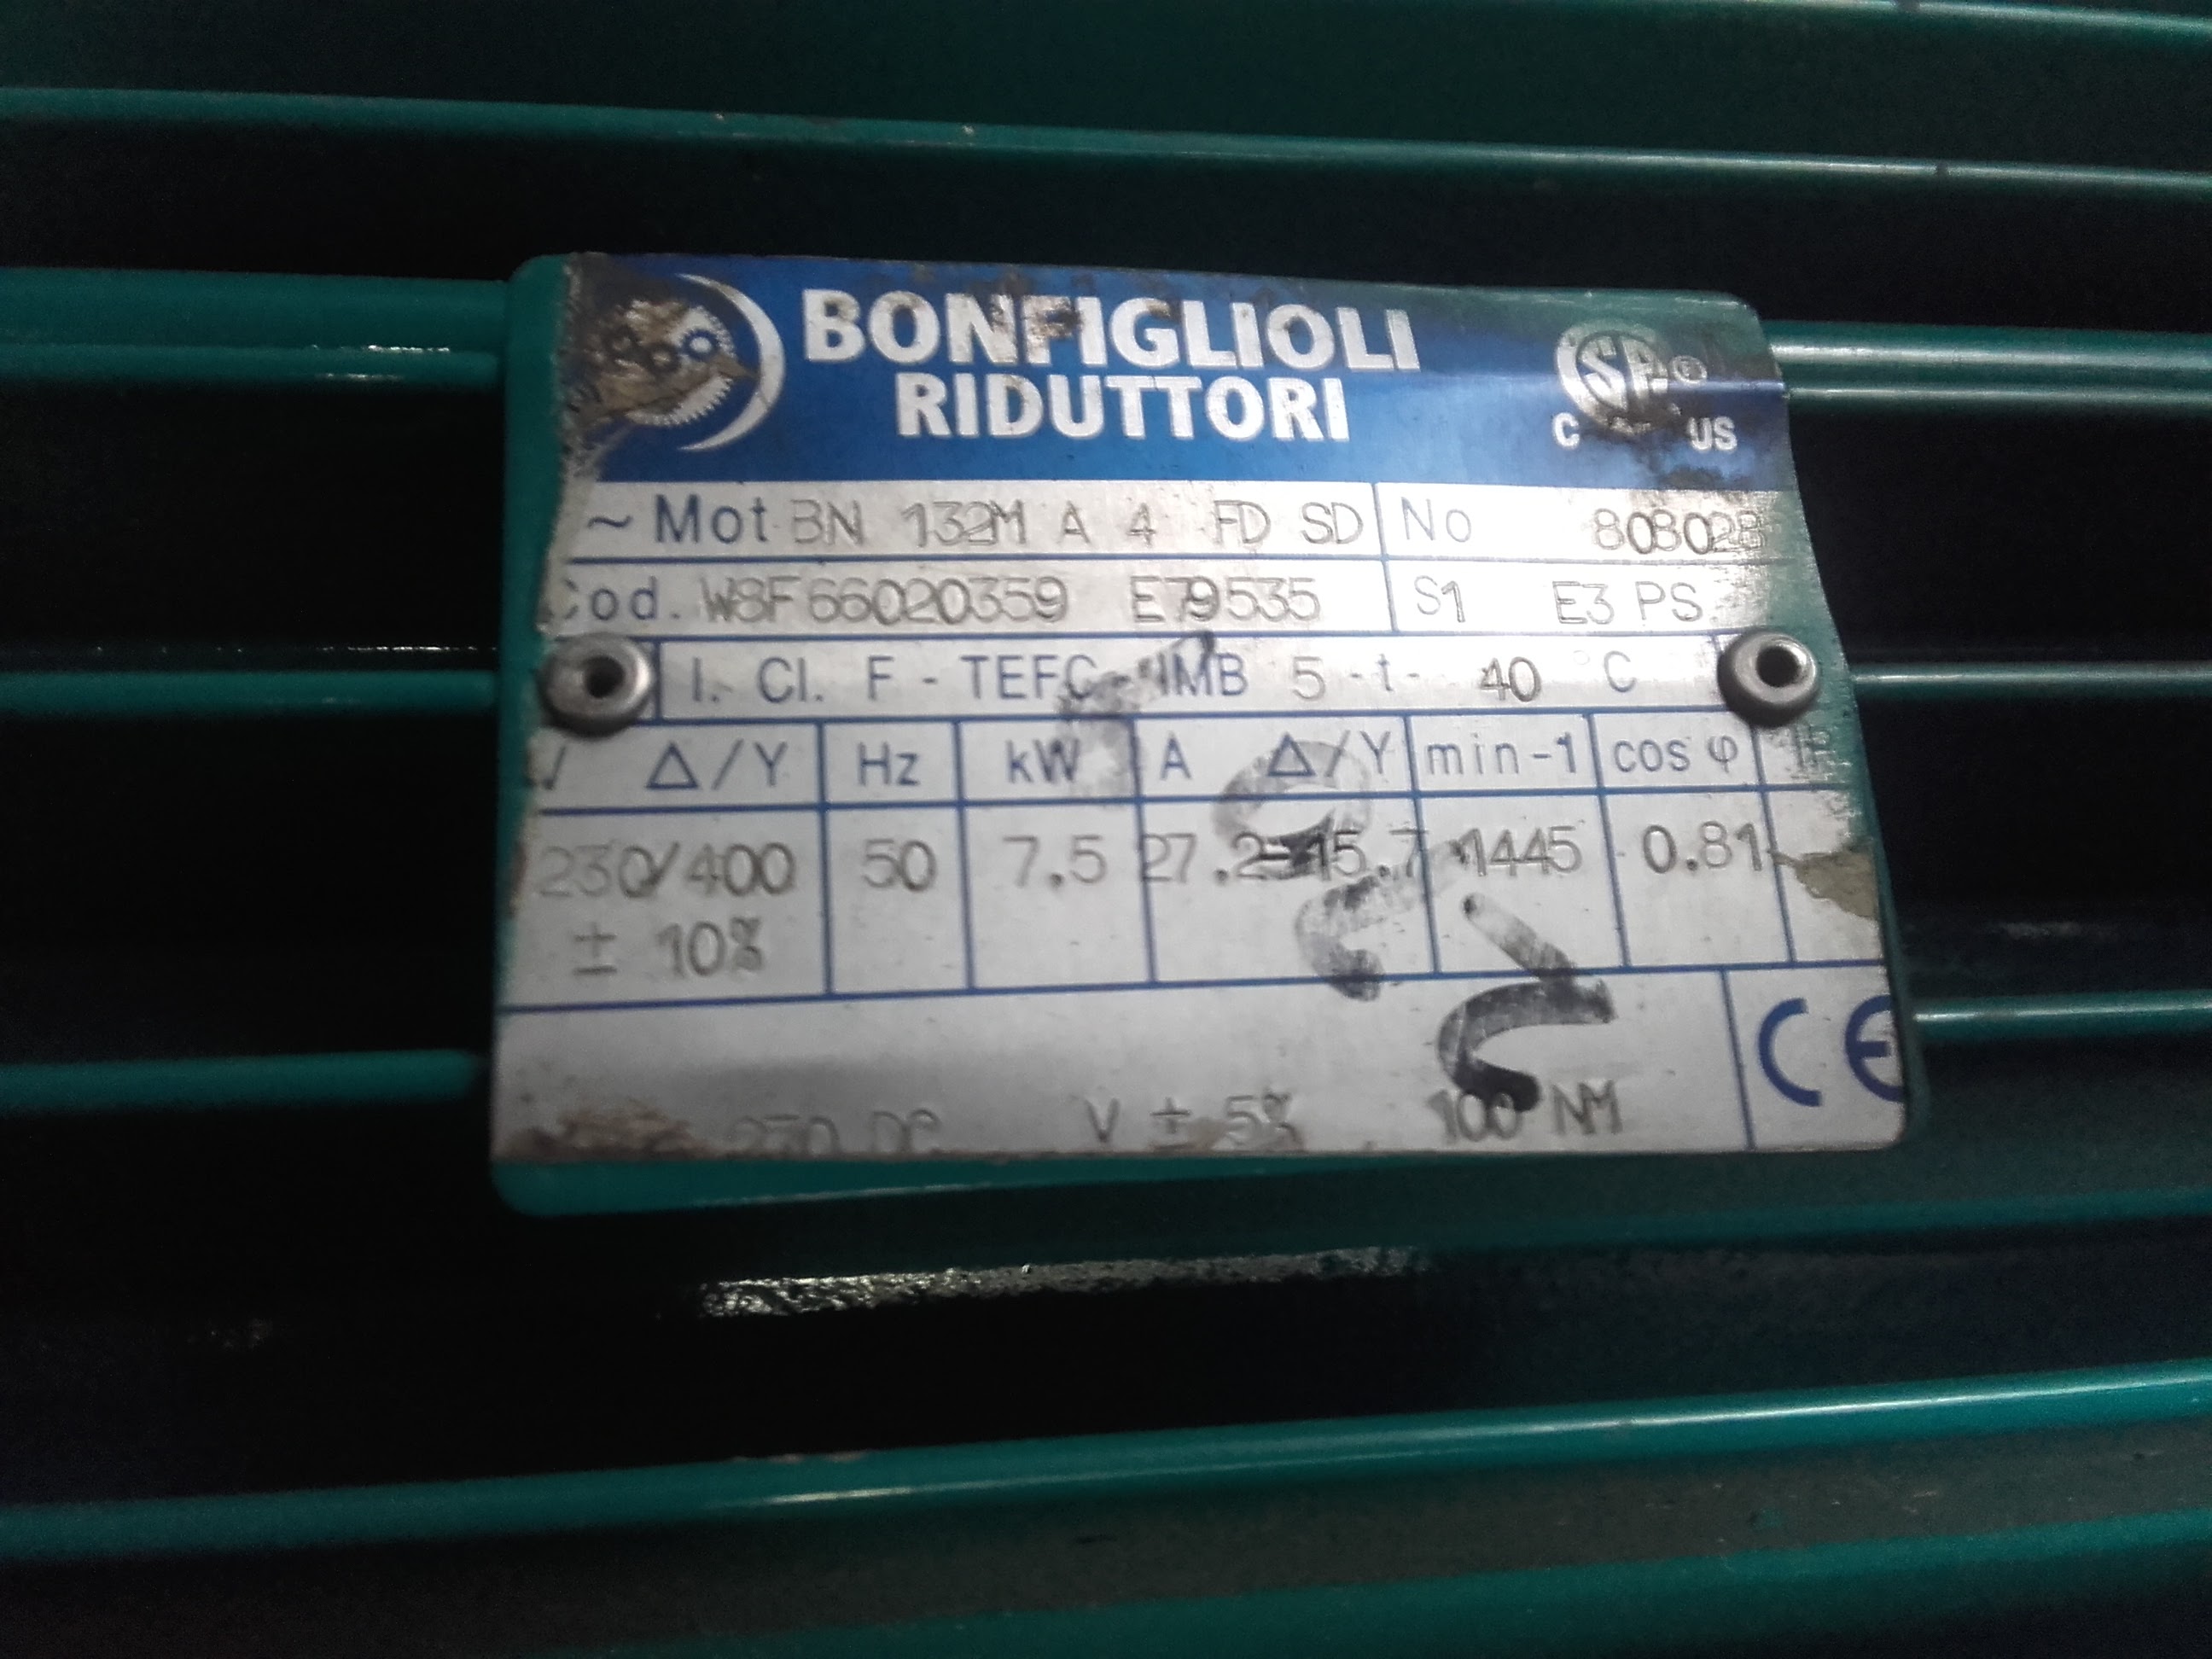 BONFIGLIOLI
RIDUTTORI
C US
~ Mot BN 132M A 4 FD SD No 808028
Cod. W8F66020359 E79535 S1 E3 PS
I. Cl. F - TEFC - IMB 5 - t - 40 °C
V Δ/Y Hz kW A Δ/Y min-1 cos φ
230/400 50 7.5 27.2-15.7 1445 0.81
± 10%
V ± 5% 100 NM
CE